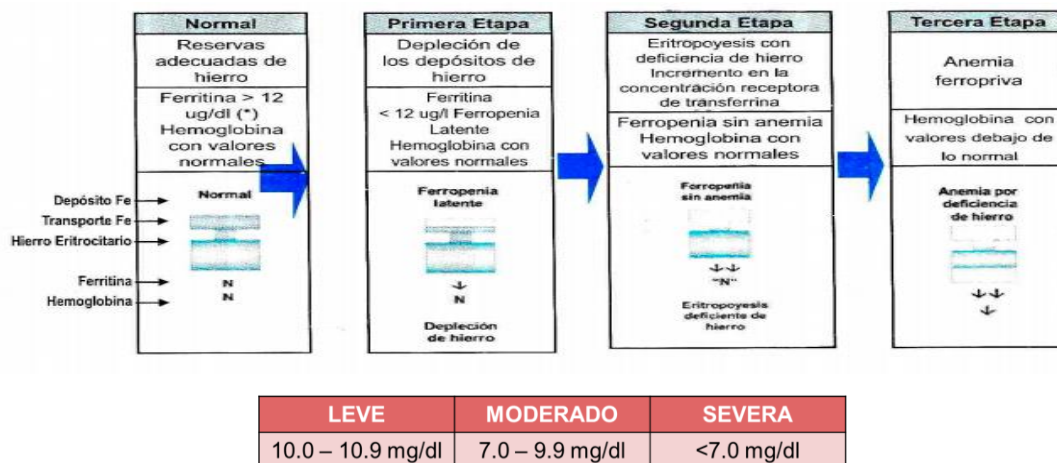 Normal
Reservas
adecuadas de
hierro
Ferritina > 12
ug/dl (*)
Hemoglobina
con valores
normales
Primera Etapa
Depleción de
los depósitos de
hierro
Ferritina
< 12 ug/l Ferropenia
Latente
Hemoglobina con
valores normales
Segunda Etapa
Eritropoyesis con
deficiencia de hierro
Incremento en la
concentración receptora
de transferrina
Ferropenia sin anemia
Hemoglobina con
valores normales
Tercera Etapa
Anemia
ferropriva
Hemoglobina con
valores debajo de
lo normal
Depósito Fe
Transporte Fe
Hierro Eritrocitario
Ferritina
Hemoglobina
Normal
N
N
Ferropenia
latente
N
Depleción
de hierro
Ferropenia
sin anemia
"N"
Eritropoyesis
deficiente de
hierro
Anemia por
deficiencia
de hierro
LEVE MODERADO SEVERA
10.0 – 10.9 mg/dl 7.0 – 9.9 mg/dl <7.0 mg/dl